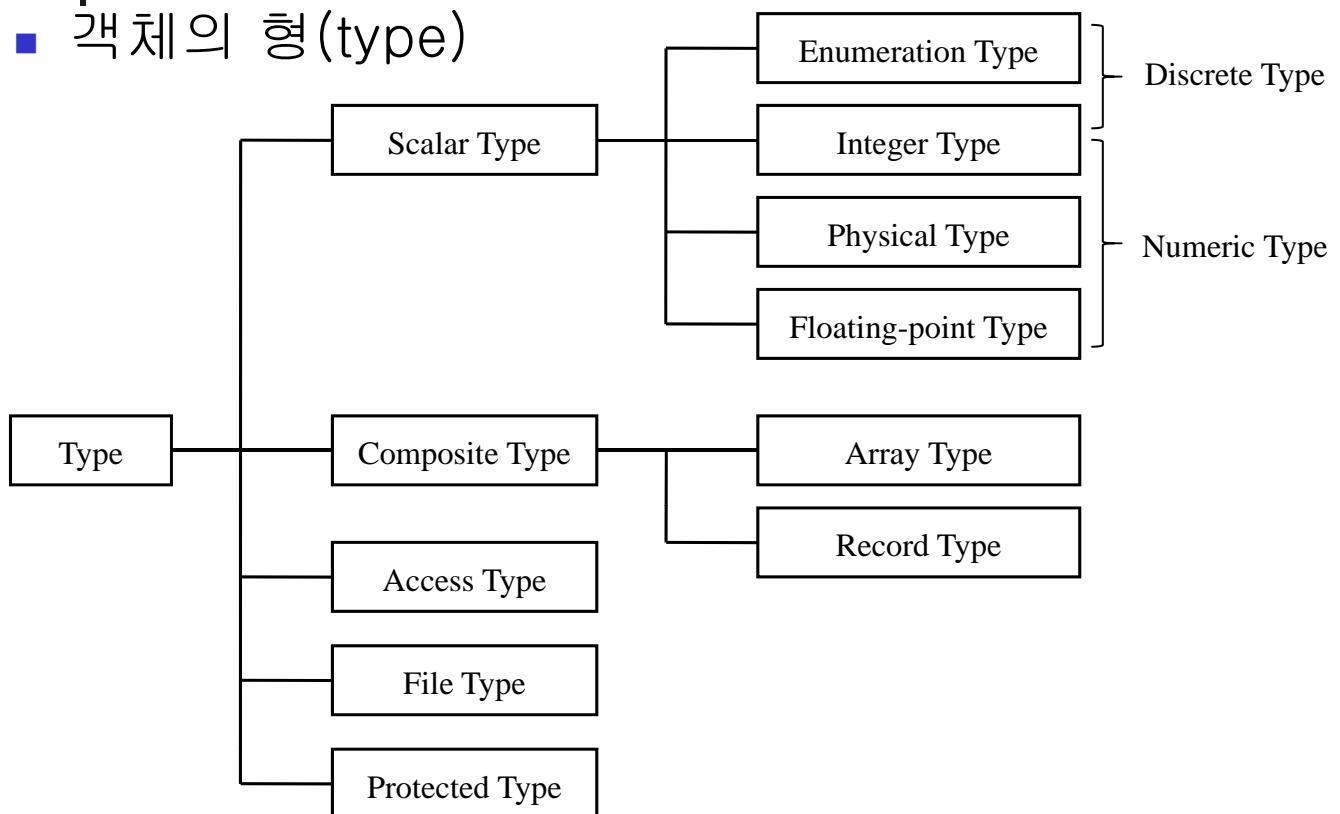 객체의 형(type)
Enumeration Type
Discrete Type
Scalar Type
Integer Type
Physical Type
Numeric Type
Floating-point Type
Type
Composite Type
Array Type
Record Type
Access Type
File Type
Protected Type